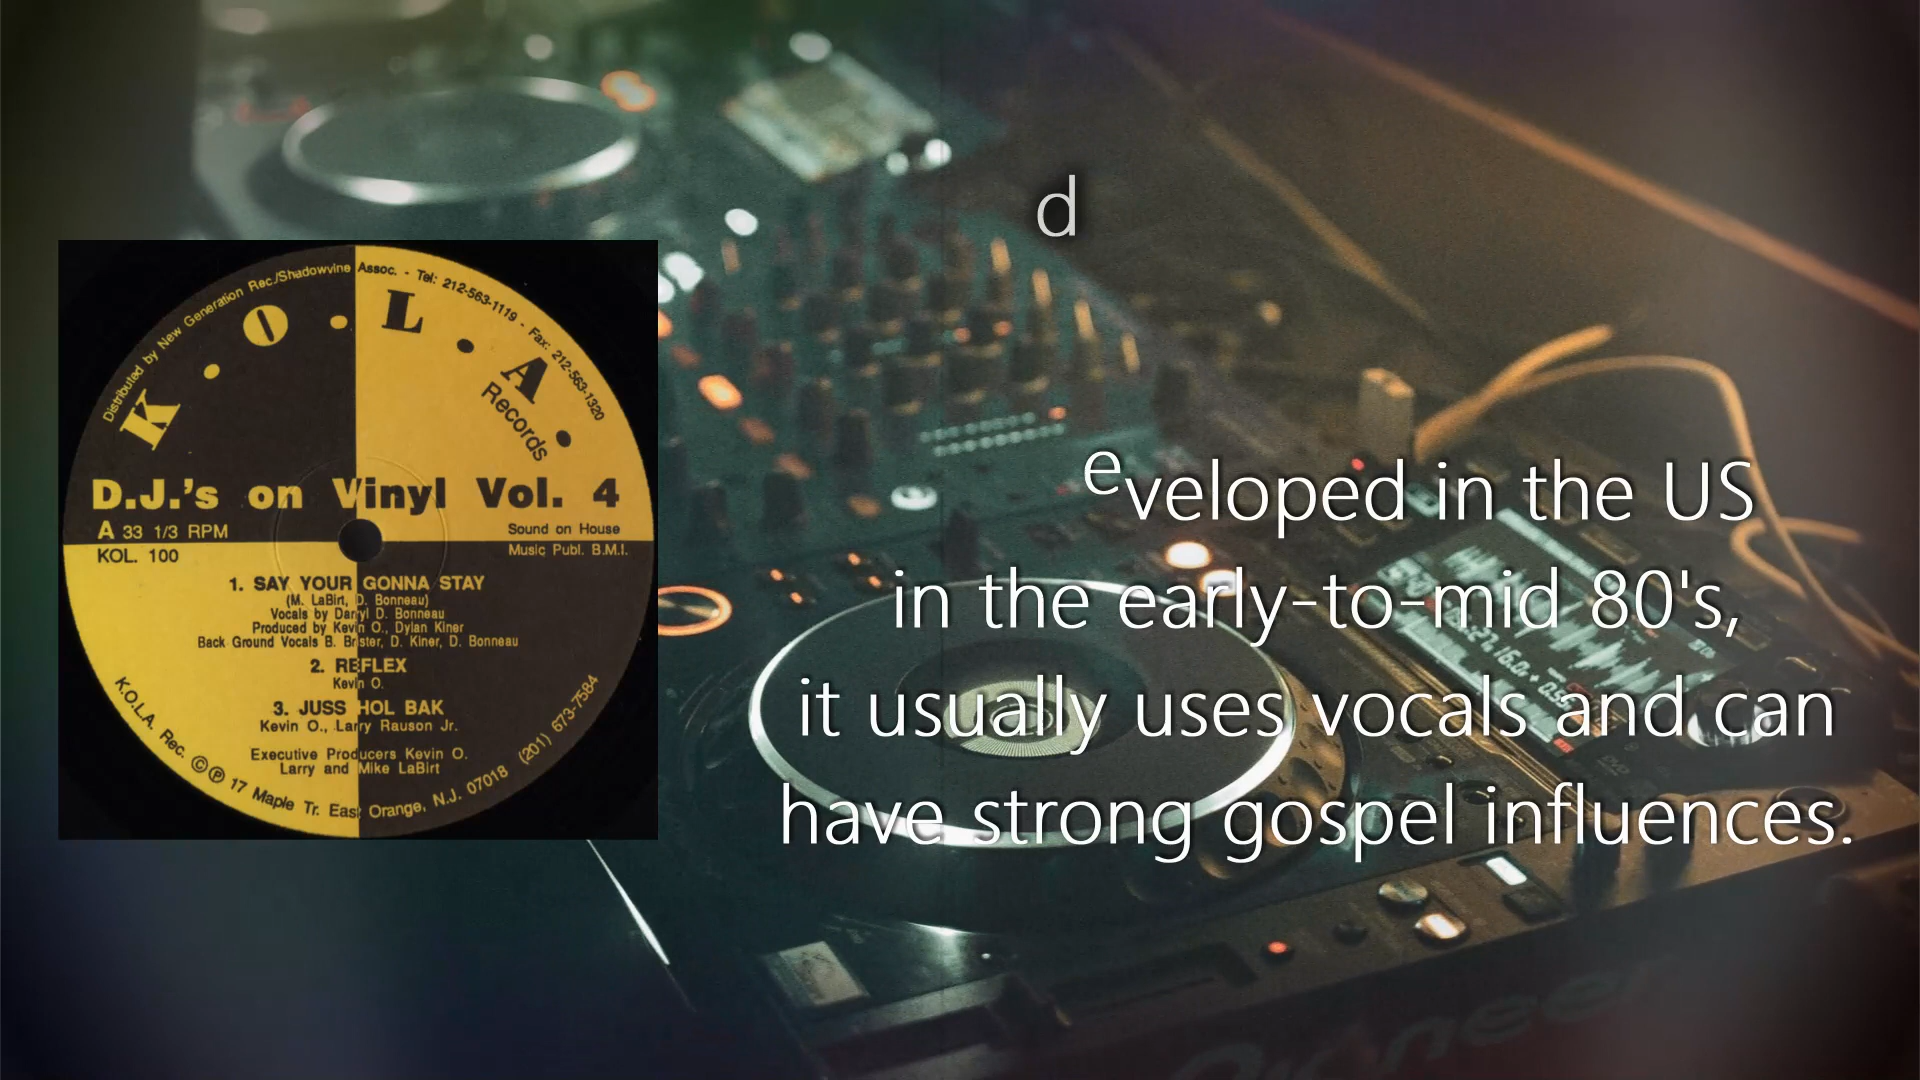 Distributed by New Generation Rec./Shadowvine Assoc. - Tel: 212-563-1119 - Fax: 212-563-1320
K.O.L.A.
Records
D.J.'s on Vinyl Vol. 4
A 33 1/3 RPM
KOL. 100
Sound on House
Music Publ. B.M.I.
1. SAY YOUR GONNA STAY
(M. LaBirt, D. Bonneau)
Vocals by Darryl D. Bonneau
Produced by Kevin O., Dylan Kiner
Back Ground Vocals B. Brister, D. Kiner, D. Bonneau
2. REFLEX
Kevin O.
3. JUSS HOL BAK
Kevin O., Larry Rauson Jr.
Executive Producers Kevin O.
Larry and Mike LaBirt
K.O.L.A. Rec. ©℗ 17 Maple Tr. East Orange, N.J. 07018 (201) 673-7584
developed in the US
in the early-to-mid 80's,
it usually uses vocals and can
have strong gospel influences.
Pioneer